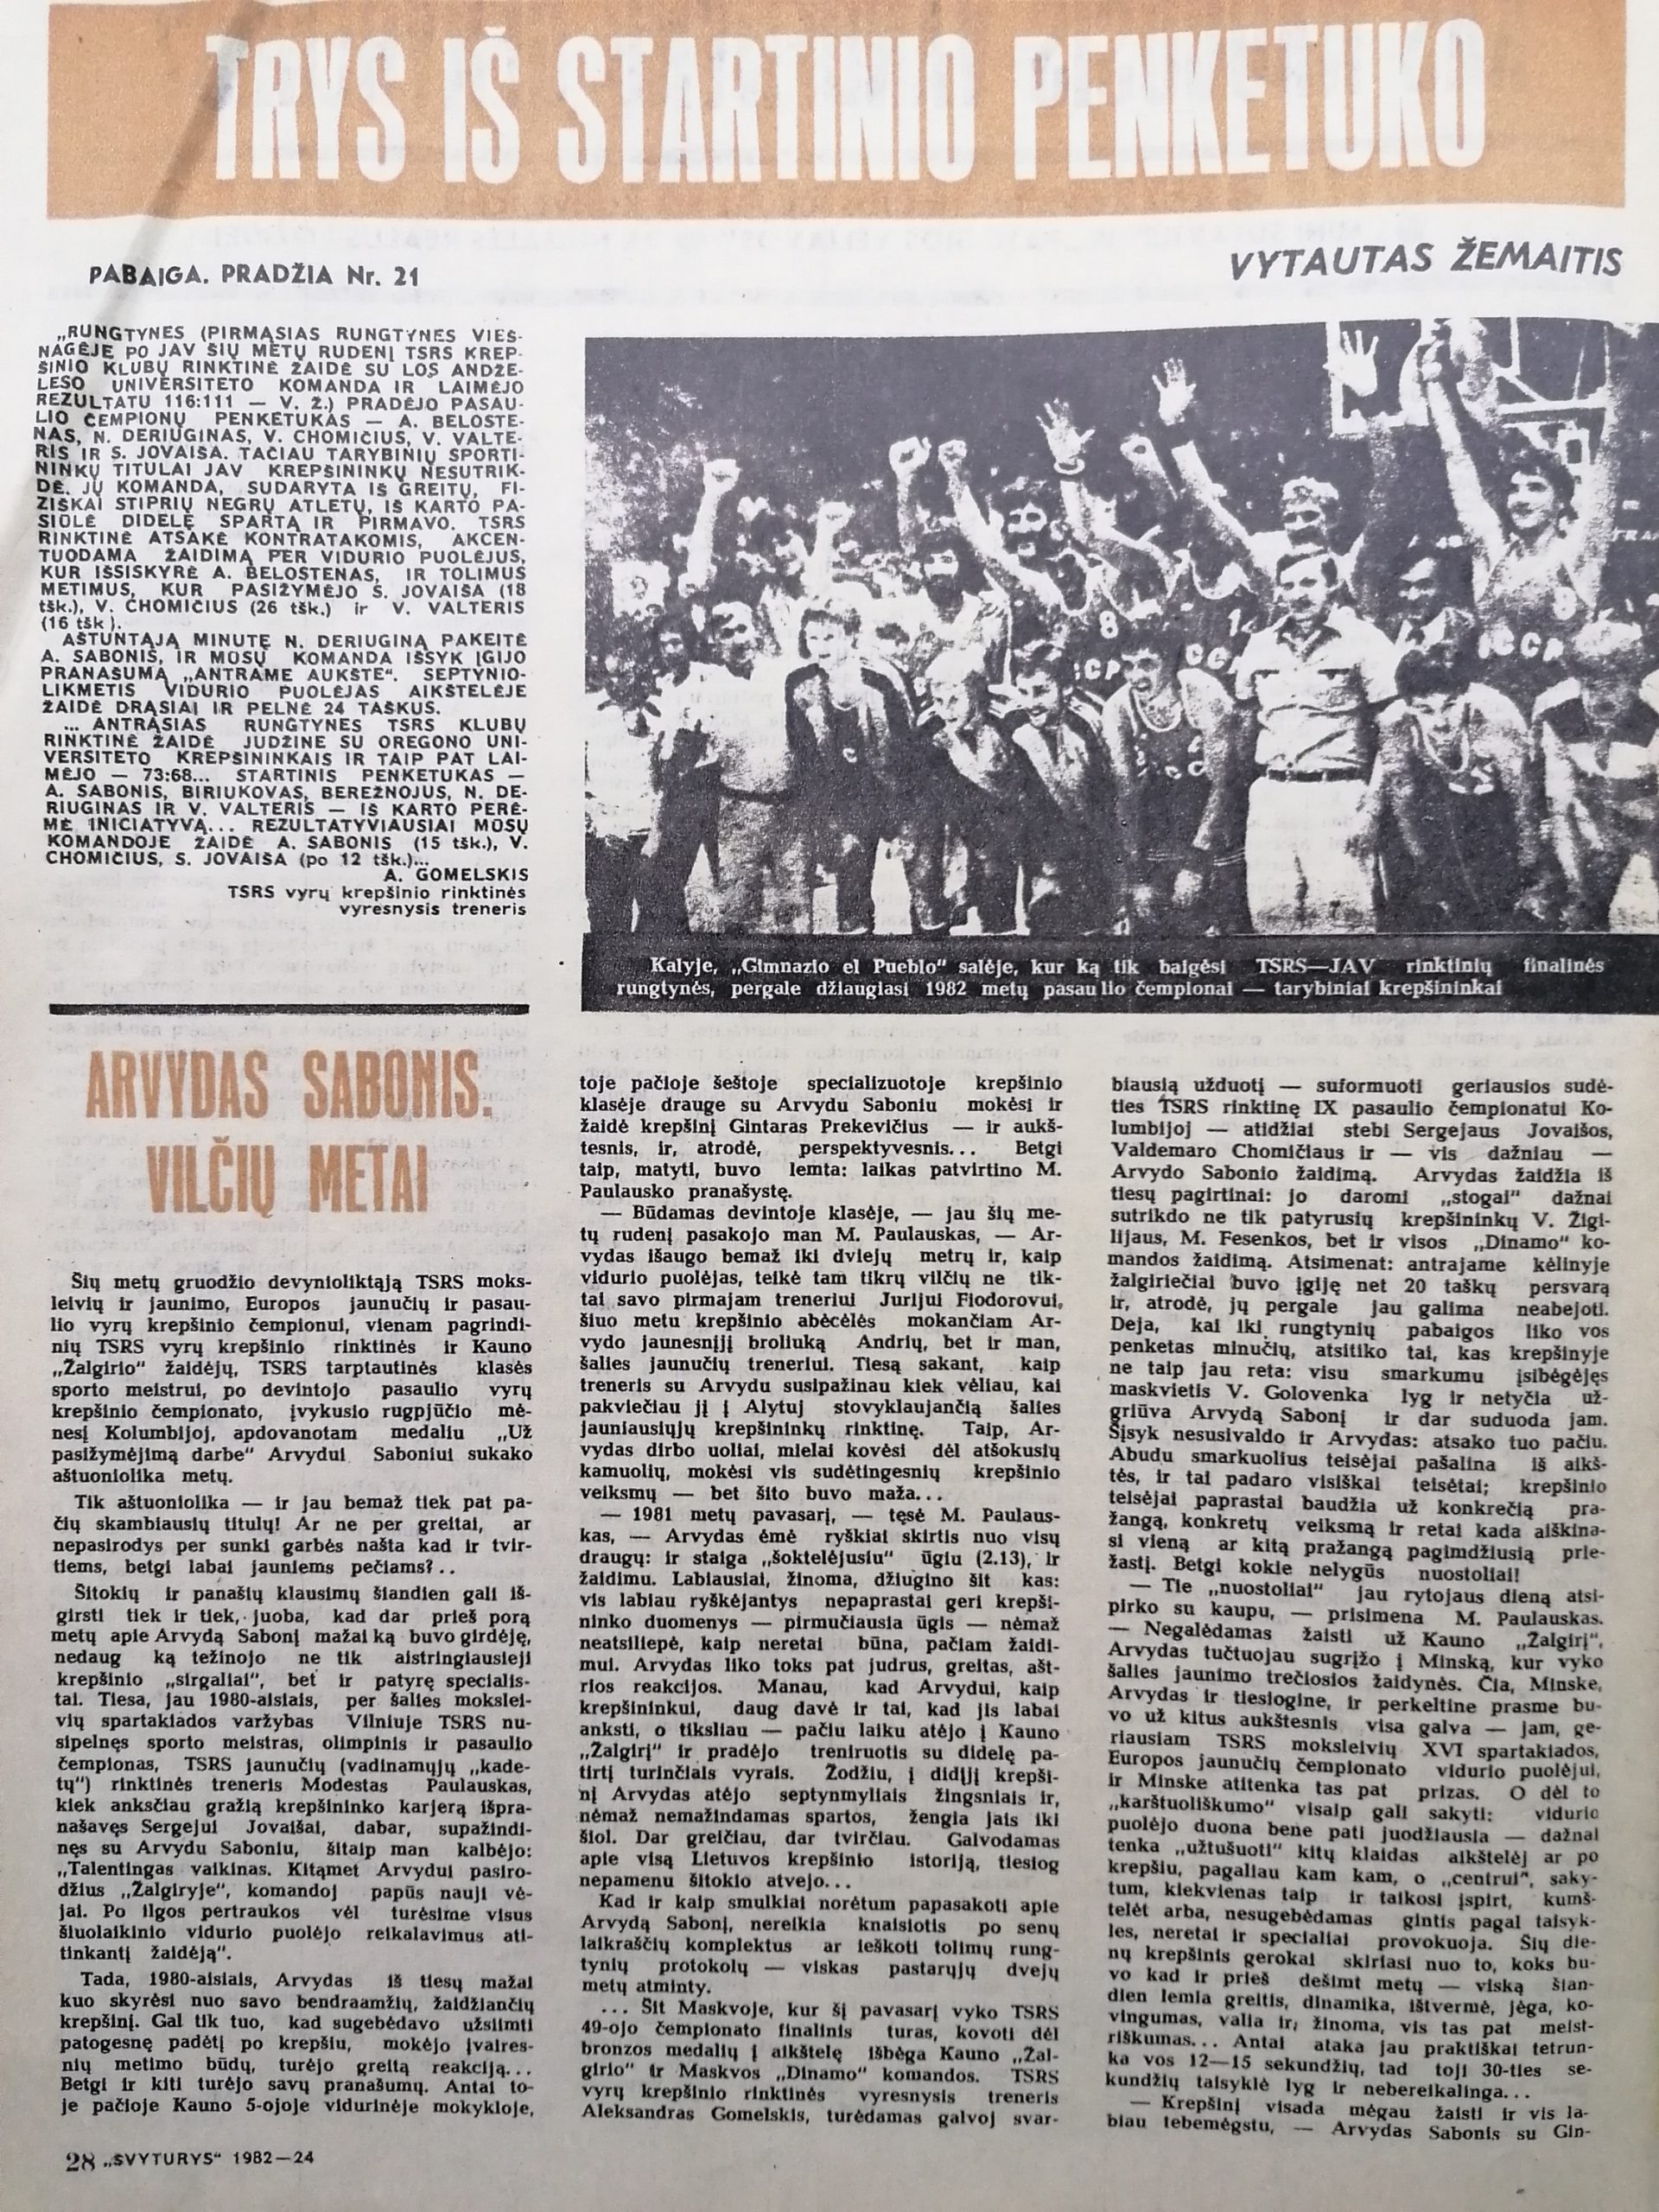 TRYS IŠ STARTINIO PENKETUKO
PABAIGA. PRADŽIA Nr. 21
VYTAUTAS ŽEMAITIS
„RUNGTYNES (PIRMĄSIAS RUNGTYNES VIEŠ-
NAGĖJE PO JAV ŠIŲ METŲ RUDENĮ TSRS KREP-
ŠINIO KLUBŲ RINKTINĖ ŽAIDĖ SU LOS ANDŽE-
LESO UNIVERSITETO KOMANDA IR LAIMĖJO
REZULTATU 116:111 — V. Ž.) PRADĖJO PASAU-
LIO ČEMPIONŲ PENKETUKAS — A. BELOSTE-
NAS, N. DERIUGINAS, V. CHOMIČIUS, V. VALTE-
RIS IR S. JOVAIŠA. TAČIAU TARYBINIŲ SPORTI-
NINKŲ TITULAI JAV KREPŠININKŲ NESUTRIK-
DĖ. JŲ KOMANDA, SUDARYTA IŠ GREITŲ, FI-
ZIŠKAI STIPRIŲ NEGRŲ ATLETŲ, IŠ KARTO PA-
SIŪLĖ DIDELĘ SPARTĄ IR PIRMAVO. TSRS
RINKTINĖ ATSAKĖ KONTRATAKOMIS, AKCEN-
TUODAMA ŽAIDIMĄ PER VIDURIO PUOLĖJUS,
KUR IŠSISKYRĖ A. BELOSTENAS, IR TOLIMUS
METIMUS, KUR PASIŽYMĖJO S. JOVAIŠA (18
tšk.), V. CHOMIČIUS (26 tšk.) ir V. VALTERIS
(16 tšk ).
AŠTUNTĄJĄ MINUTĘ N. DERIUGINĄ PAKEITĖ
A. SABONIS, IR MŪSŲ KOMANDA IŠSYK ĮGIJO
PRANAŠUMĄ „ANTRAME AUKŠTE“. SEPTYNIO-
LIKMETIS VIDURIO PUOLĖJAS AIKŠTELĖJE
ŽAIDĖ DRĄSIAI IR PELNĖ 24 TAŠKUS.
... ANTRĄSIAS RUNGTYNES TSRS KLUBŲ
RINKTINĖ ŽAIDĖ JUDŽINE SU OREGONO UNI-
VERSITETO KREPŠININKAIS IR TAIP PAT LAI-
MĖJO — 73:68... STARTINIS PENKETUKAS —
A. SABONIS, BIRIUKOVAS, BEREŽNOJUS, N. DE-
RIUGINAS IR V. VALTERIS — IŠ KARTO PERĖ-
MĖ INICIATYVĄ... REZULTATYVIAUSIAI MŪSŲ
KOMANDOJE ŽAIDĖ A. SABONIS (15 tšk.), V.
CHOMIČIUS, S. JOVAIŠA (po 12 tšk.)...
A. GOMELSKIS
TSRS vyrų krepšinio rinktinės
vyresnysis treneris
8
1
8
CCCP
Kalyje, „Gimnazio el Pueblo“ salėje, kur ką tik baigėsi TSRS—JAV rinktinių finalinės
rungtynės, pergale džiaugiasi 1982 metų pasaulio čempionai — tarybiniai krepšininkai
ARVYDAS SABONIS.
VILČIŲ METAI
Šių metų gruodžio devynioliktąją TSRS moks-
leivių ir jaunimo, Europos jaunučių ir pasau-
lio vyrų krepšinio čempionui, vienam pagrindi-
nių TSRS vyrų krepšinio rinktinės ir Kauno
„Žalgirio“ žaidėjų, TSRS tarptautinės klasės
sporto meistrui, po devintojo pasaulio vyrų
krepšinio čempionato, įvykusio rugpjūčio mė-
nesį Kolumbijoj, apdovanotam medaliu „Už
pasižymėjimą darbe“ Arvydui Saboniui sukako
aštuoniolika metų.
Tik aštuoniolika — ir jau bemaž tiek pat pa-
čių skambiausių titulų! Ar ne per greitai, ar
nepasirodys per sunki garbės našta kad ir tvir-
tiems, betgi labai jauniems pečiams?..
Šitokių ir panašių klausimų šiandien gali iš-
girsti tiek ir tiek, juoba, kad dar prieš porą
metų apie Arvydą Sabonį mažai ką buvo girdėję,
nedaug ką težinojo ne tik aistringiausieji
krepšinio „sirgaliai“, bet ir patyrę specialis-
tai. Tiesa, jau 1980-aisiais, per šalies mokslei-
vių spartakiados varžybas Vilniuje TSRS nu-
sipelnęs sporto meistras, olimpinis ir pasaulio
čempionas, TSRS jaunučių (vadinamųjų „kade-
tų“) rinktinės treneris Modestas Paulauskas,
kiek anksčiau gražią krepšininko karjerą išpra-
našavęs Sergejui Jovaišai, dabar, supažindi-
nęs su Arvydu Saboniu, šitaip man kalbėjo:
„Talentingas vaikinas. Kitąmet Arvydui pasiro-
džius „Žalgiryje“, komandoj papūs nauji vė-
jai. Po ilgos pertraukos vėl turėsime visus
šiuolaikinio vidurio puolėjo reikalavimus ati-
tinkantį žaidėją“.
Tada, 1980-aisiais, Arvydas iš tiesų mažai
kuo skyrėsi nuo savo bendraamžių, žaidžiančių
krepšinį. Gal tik tuo, kad sugebėdavo užsiimti
patogesnę padėtį po krepšiu, mokėjo įvaires-
nių metimo būdų, turėjo greitą reakciją...
Betgi ir kiti turėjo savų pranašumų. Antai to-
je pačioje Kauno 5-ojoje vidurinėje mokykloje,
toje pačioje šeštoje specializuotoje krepšinio
klasėje drauge su Arvydu Saboniu mokėsi ir
žaidė krepšinį Gintaras Prekevičius — ir aukš-
tesnis, ir, atrodė, perspektyvesnis... Betgi
taip, matyti, buvo lemta: laikas patvirtino M.
Paulausko pranašystę.
— Būdamas devintoje klasėje, — jau šių me-
tų rudenį pasakojo man M. Paulauskas, — Ar-
vydas išaugo bemaž iki dviejų metrų ir, kaip
vidurio puolėjas, teikė tam tikrų vilčių ne tik-
tai savo pirmajam treneriui Jurijui Fiodorovui,
šiuo metu krepšinio abėcėlės mokančiam Ar-
vydo jaunesnįjį broliuką Andrių, bet ir man,
šalies jaunučių treneriui. Tiesą sakant, kaip
treneris su Arvydu susipažinau kiek vėliau, kai
pakviečiau jį į Alytuj stovyklaujančią šalies
jauniausiųjų krepšininkų rinktinę. Taip, Ar-
vydas dirbo uoliai, mielai kovėsi dėl atšokusių
kamuolių, mokėsi vis sudėtingesnių krepšinio
veiksmų — bet šito buvo maža...
— 1981 metų pavasarį, — tęsė M. Paulaus-
kas, — Arvydas ėmė ryškiai skirtis nuo visų
draugų: ir staiga „šoktelėjusiu“ ūgiu (2.13), ir
žaidimu. Labiausiai, žinoma, džiugino šit kas:
vis labiau ryškėjantys nepaprastai geri krepši-
ninko duomenys — pirmučiausia ūgis — nėmaž
neatsiliepė, kaip neretai būna, pačiam žaidi-
mui. Arvydas liko toks pat judrus, greitas, ašt-
rios reakcijos. Manau, kad Arvydui, kaip
krepšininkui, daug davė ir tai, kad jis labai
anksti, o tiksliau — pačiu laiku atėjo į Kauno
„Žalgirį“ ir pradėjo treniruotis su didelę pa-
tirtį turinčiais vyrais. Žodžiu, į didįjį krepši-
nį Arvydas atėjo septynmyliais žingsniais ir,
nėmaž nemažindamas spartos, žengia jais iki
šiol. Dar greičiau, dar tvirčiau. Galvodamas
apie visą Lietuvos krepšinio istoriją, tiesiog
nepamenu šitokio atvejo...
Kad ir kaip smulkiai norėtum papasakoti apie
Arvydą Sabonį, nereikia knaisiotis po senų
laikraščių komplektus ar ieškoti tolimų rung-
tynių protokolų — viskas pastarųjų dvejų
metų atminty.
... Šit Maskvoje, kur šį pavasarį vyko TSRS
49-ojo čempionato finalinis turas, kovoti dėl
bronzos medalių į aikštelę išbėga Kauno „Žal-
girio“ ir Maskvos „Dinamo“ komandos. TSRS
vyrų krepšinio rinktinės vyresnysis treneris
Aleksandras Gomelskis, turėdamas galvoj svar-
biausią užduotį — suformuoti geriausios sudė-
ties TSRS rinktinę IX pasaulio čempionatui Ko-
lumbijoj — atidžiai stebi Sergejaus Jovaišos,
Valdemaro Chomičiaus ir — vis dažniau —
Arvydo Sabonio žaidimą. Arvydas žaidžia iš
tiesų pagirtinai: jo daromi „stogai“ dažnai
sutrikdo ne tik patyrusių krepšininkų V. Žigi-
lijaus, M. Fesenkos, bet ir visos „Dinamo“ ko-
mandos žaidimą. Atsimenat: antrajame kėlinyje
žalgiriečiai buvo įgiję net 20 taškų persvarą
ir, atrodė, jų pergale jau galima neabejoti.
Deja, kai iki rungtynių pabaigos liko vos
penketas minučių, atsitiko tai, kas krepšinyje
ne taip jau reta: visu smarkumu įsibėgėjęs
maskvietis V. Golovenka lyg ir netyčia už-
griūva Arvydą Sabonį ir dar suduoda jam.
Šįsyk nesusivaldo ir Arvydas: atsako tuo pačiu.
Abudu smarkuolius teisėjai pašalina iš aikš-
tės, ir tai padaro visiškai teisėtai; krepšinio
teisėjai paprastai baudžia už konkrečią pra-
žangą, konkretų veiksmą ir retai kada aiškina-
si vieną ar kitą pražangą pagimdžiusią prie-
žastį. Betgi kokie nelygūs nuostoliai!
— Tie „nuostoliai“ jau rytojaus dieną atsi-
pirko su kaupu, — prisimena M. Paulauskas.
— Negalėdamas žaisti už Kauno „Žalgirį“,
Arvydas tučtuojau sugrįžo į Minską, kur vyko
šalies jaunimo trečiosios žaidynės. Čia, Minske,
Arvydas ir tiesiogine, ir perkeltine prasme bu-
vo už kitus aukštesnis visa galva — jam, ge-
riausiam TSRS moksleivių XVI spartakiados,
Europos jaunučių čempionato vidurio puolėjui,
ir Minske atitenka tas pat prizas. O dėl to
„karštuoliškumo“ visaip gali sakyti: vidurio
puolėjo duona bene pati juodžiausia — dažnai
tenka „užtušuoti“ kitų klaidas aikštelėj ar po
krepšiu, pagaliau kam kam, o „centrui“, saky-
tum, kiekvienas taip ir taikosi įspirt, kumš-
telėt arba, nesugebėdamas gintis pagal taisyk-
les, neretai ir specialiai provokuoja. Šių die-
nų krepšinis gerokai skiriasi nuo to, koks bu-
vo kad ir prieš dešimt metų — viską šian-
dien lemia greitis, dinamika, ištvermė, jėga, ko-
vingumas, valia ir, žinoma, vis tas pat meist-
riškumas... Antai ataka jau praktiškai tetrun-
ka vos 12—15 sekundžių, tad toji 30-ties se-
kundžių taisyklė lyg ir nebereikalinga...
— Krepšinį visada mėgau žaisti ir vis la-
biau tebemėgstu, — Arvydas Sabonis su Gin-
28 „SVYTURYS“ 1982—24